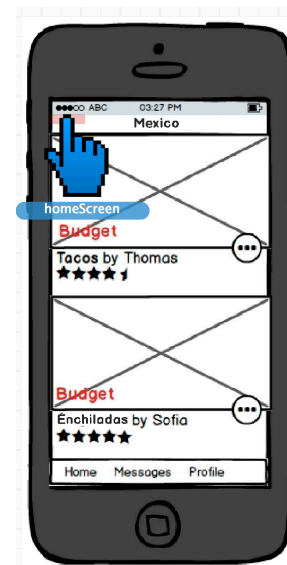 ABC 03:27 PM
Mexico
homeScreen
Budget
Tacos by Thomas
Budget
Enchiladas by Sofia
Home Messages Profile